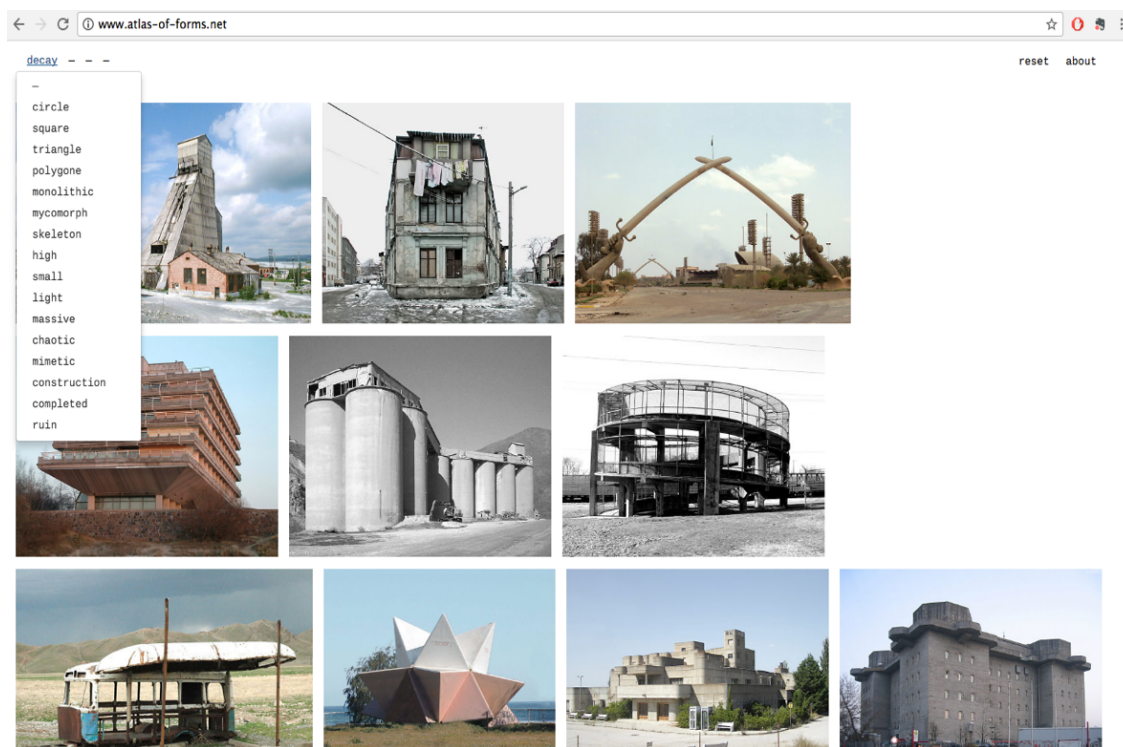 www.atlas-of-forms.net
decay — — — reset about
—
circle
square
triangle
polygone
monolithic
mycomorph
skeleton
high
small
light
massive
chaotic
mimetic
construction
completed
ruin